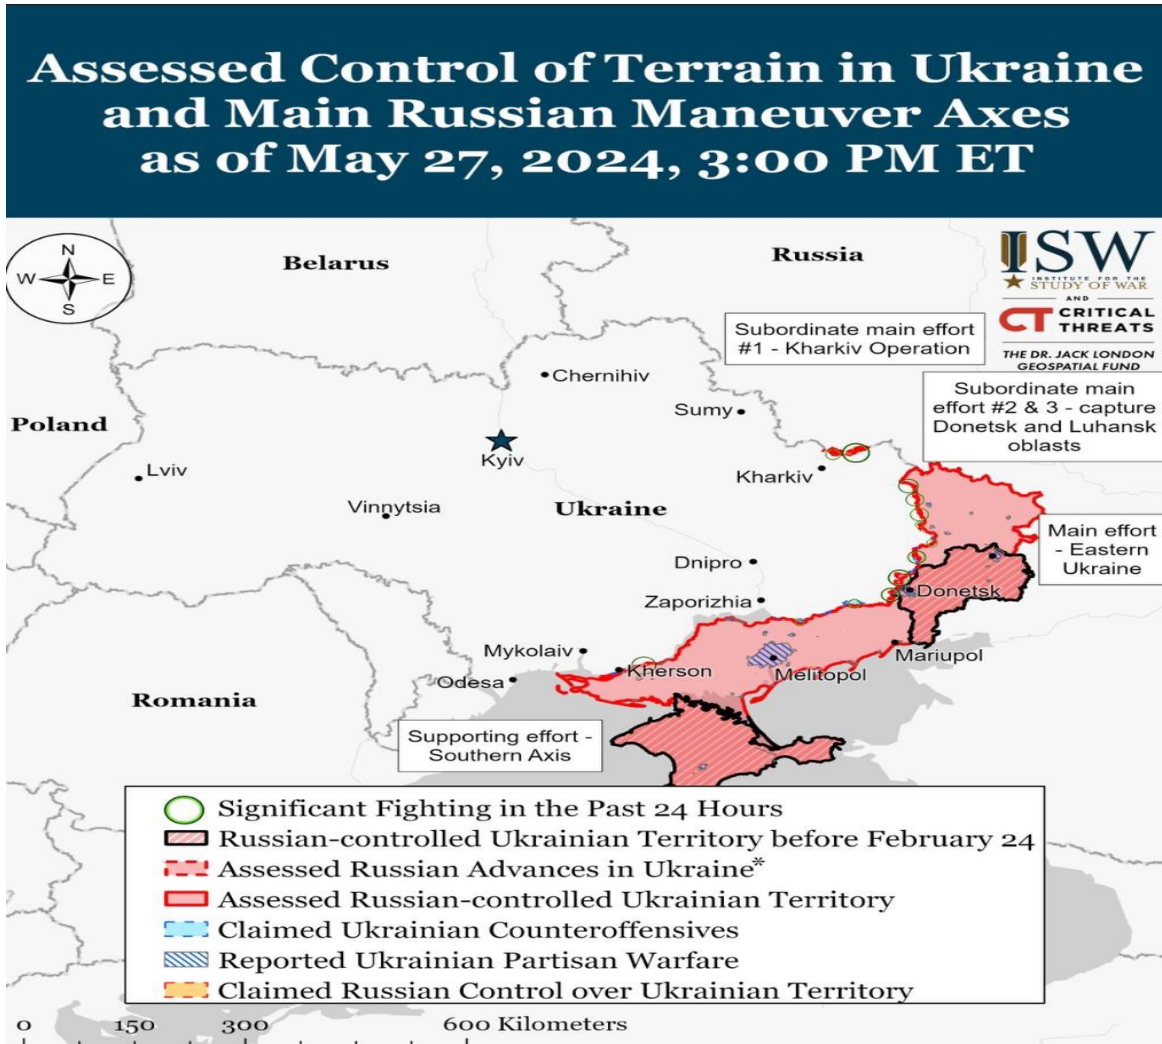 Assessed Control of Terrain in Ukraine
and Main Russian Maneuver Axes
as of May 27, 2024, 3:00 PM ET
N
W
E
S
Belarus
Russia
ISW
INSTITUTE FOR THE
STUDY OF WAR
AND
CT CRITICAL
THREATS
THE DR. JACK LONDON
GEOSPATIAL FUND
Subordinate main effort
#1 - Kharkiv Operation
Subordinate main
effort #2 & 3 - capture
Donetsk and Luhansk
oblasts
Chernihiv
Sumy
Poland
Kyiv
Lviv
Kharkiv
Vinnytsia
Ukraine
Main effort
- Eastern
Ukraine
Dnipro
Donetsk
Zaporizhia
Mykolaiv
Mariupol
Kherson
Melitopol
Odesa
Romania
Supporting effort -
Southern Axis
Significant Fighting in the Past 24 Hours
Russian-controlled Ukrainian Territory before February 24
Assessed Russian Advances in Ukraine*
Assessed Russian-controlled Ukrainian Territory
Claimed Ukrainian Counteroffensives
Reported Ukrainian Partisan Warfare
Claimed Russian Control over Ukrainian Territory
0 150 300 600 Kilometers